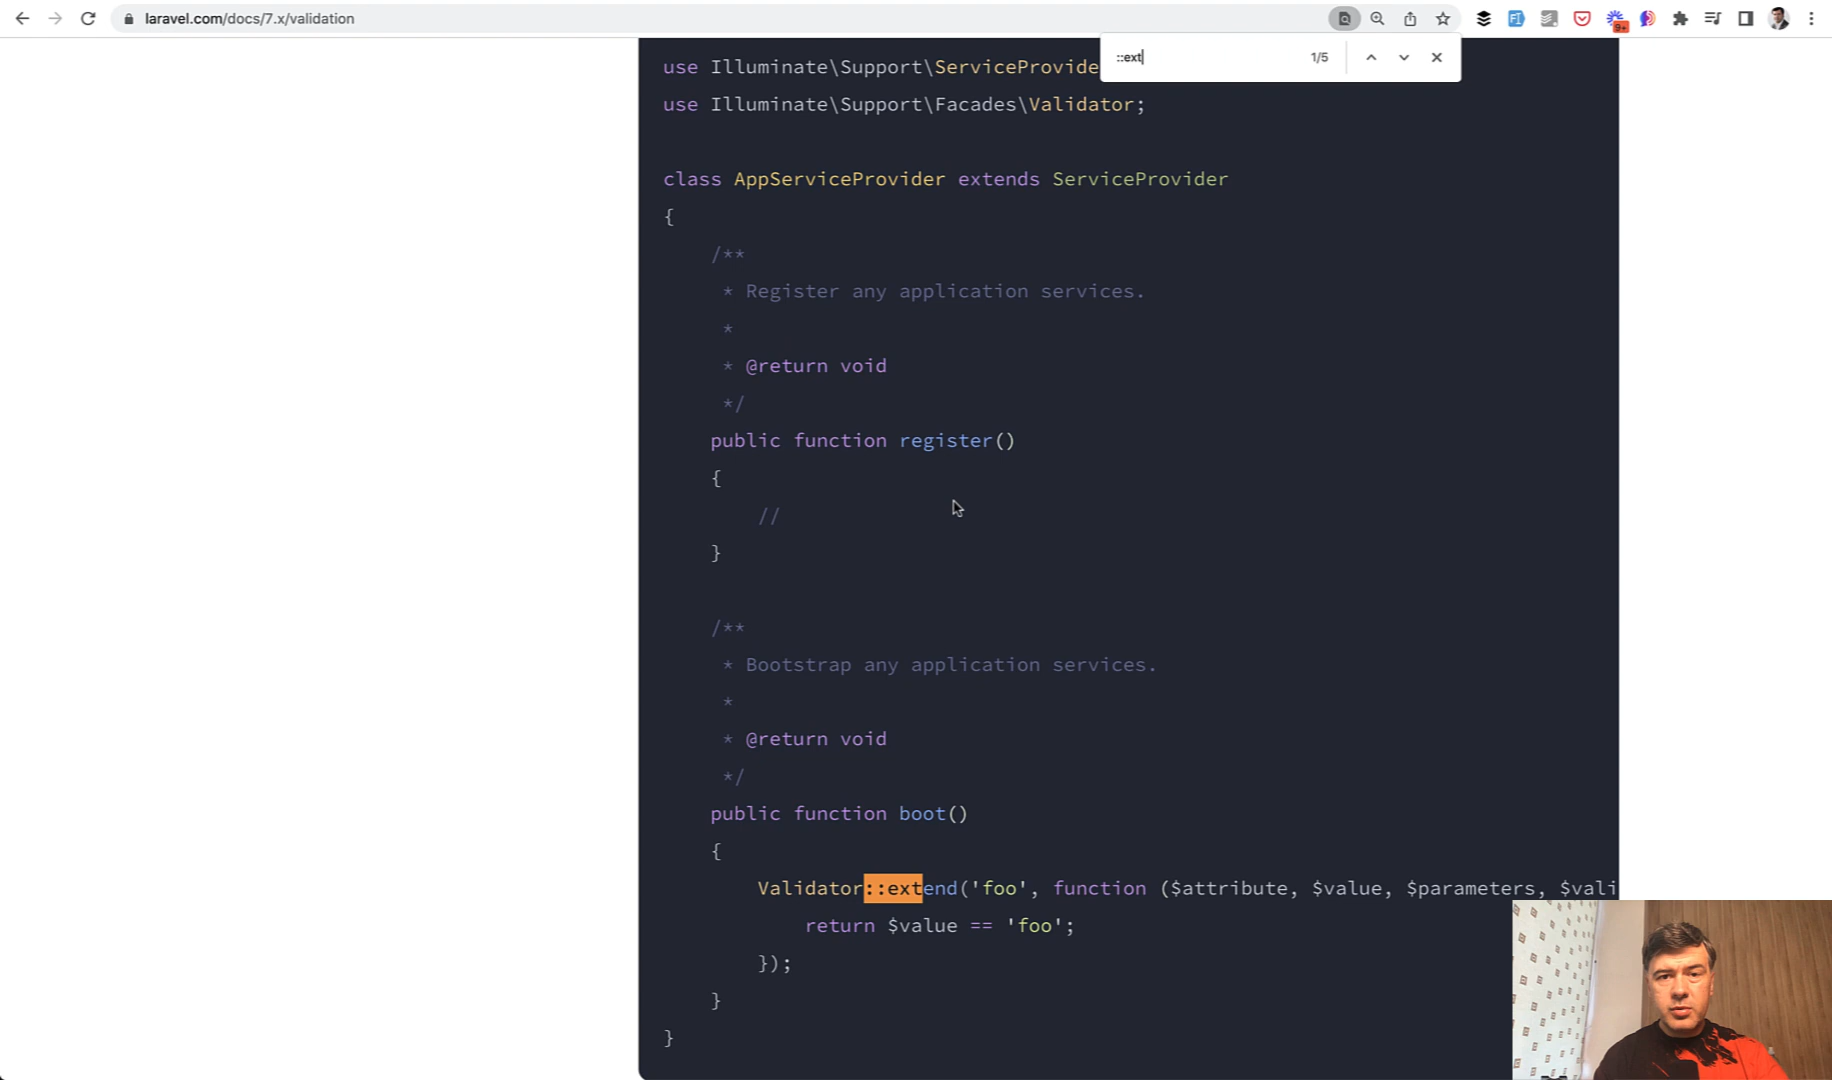 laravel.com/docs/7.x/validation
9+
::ext 1/5
use Illuminate\Support\ServiceProvide
use Illuminate\Support\Facades\Validator;
class AppServiceProvider extends ServiceProvider
{
/**
* Register any application services.
*
* @return void
*/
public function register()
{
//
}
/**
* Bootstrap any application services.
*
* @return void
*/
public function boot()
{
Validator::extend('foo', function ($attribute, $value, $parameters, $vali
return $value == 'foo';
});
}
}